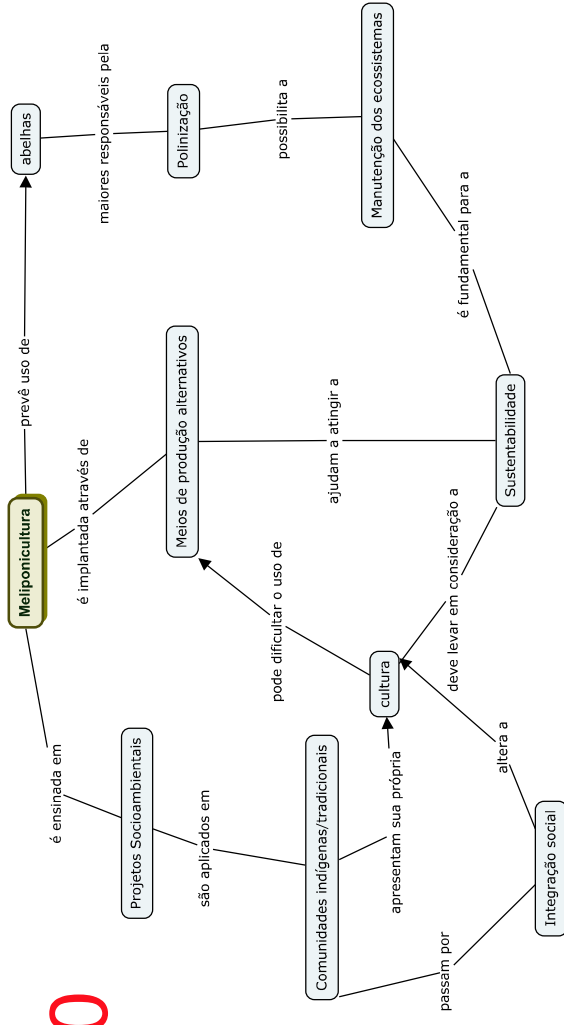 Meliponicultura
é ensinada em
prevê uso de
é implantada através de
Projetos Socioambientais
Meios de produção alternativos
abelhas
são aplicados em
maiores responsáveis pela
Polinização
Comunidades indígenas/tradicionais
pode dificultar o uso de
ajudam a atingir a
possibilita a
Manutenção dos ecossistemas
apresentam sua própria
cultura
deve levar em consideração a
é fundamental para a
passam por
altera a
Sustentabilidade
Integração social